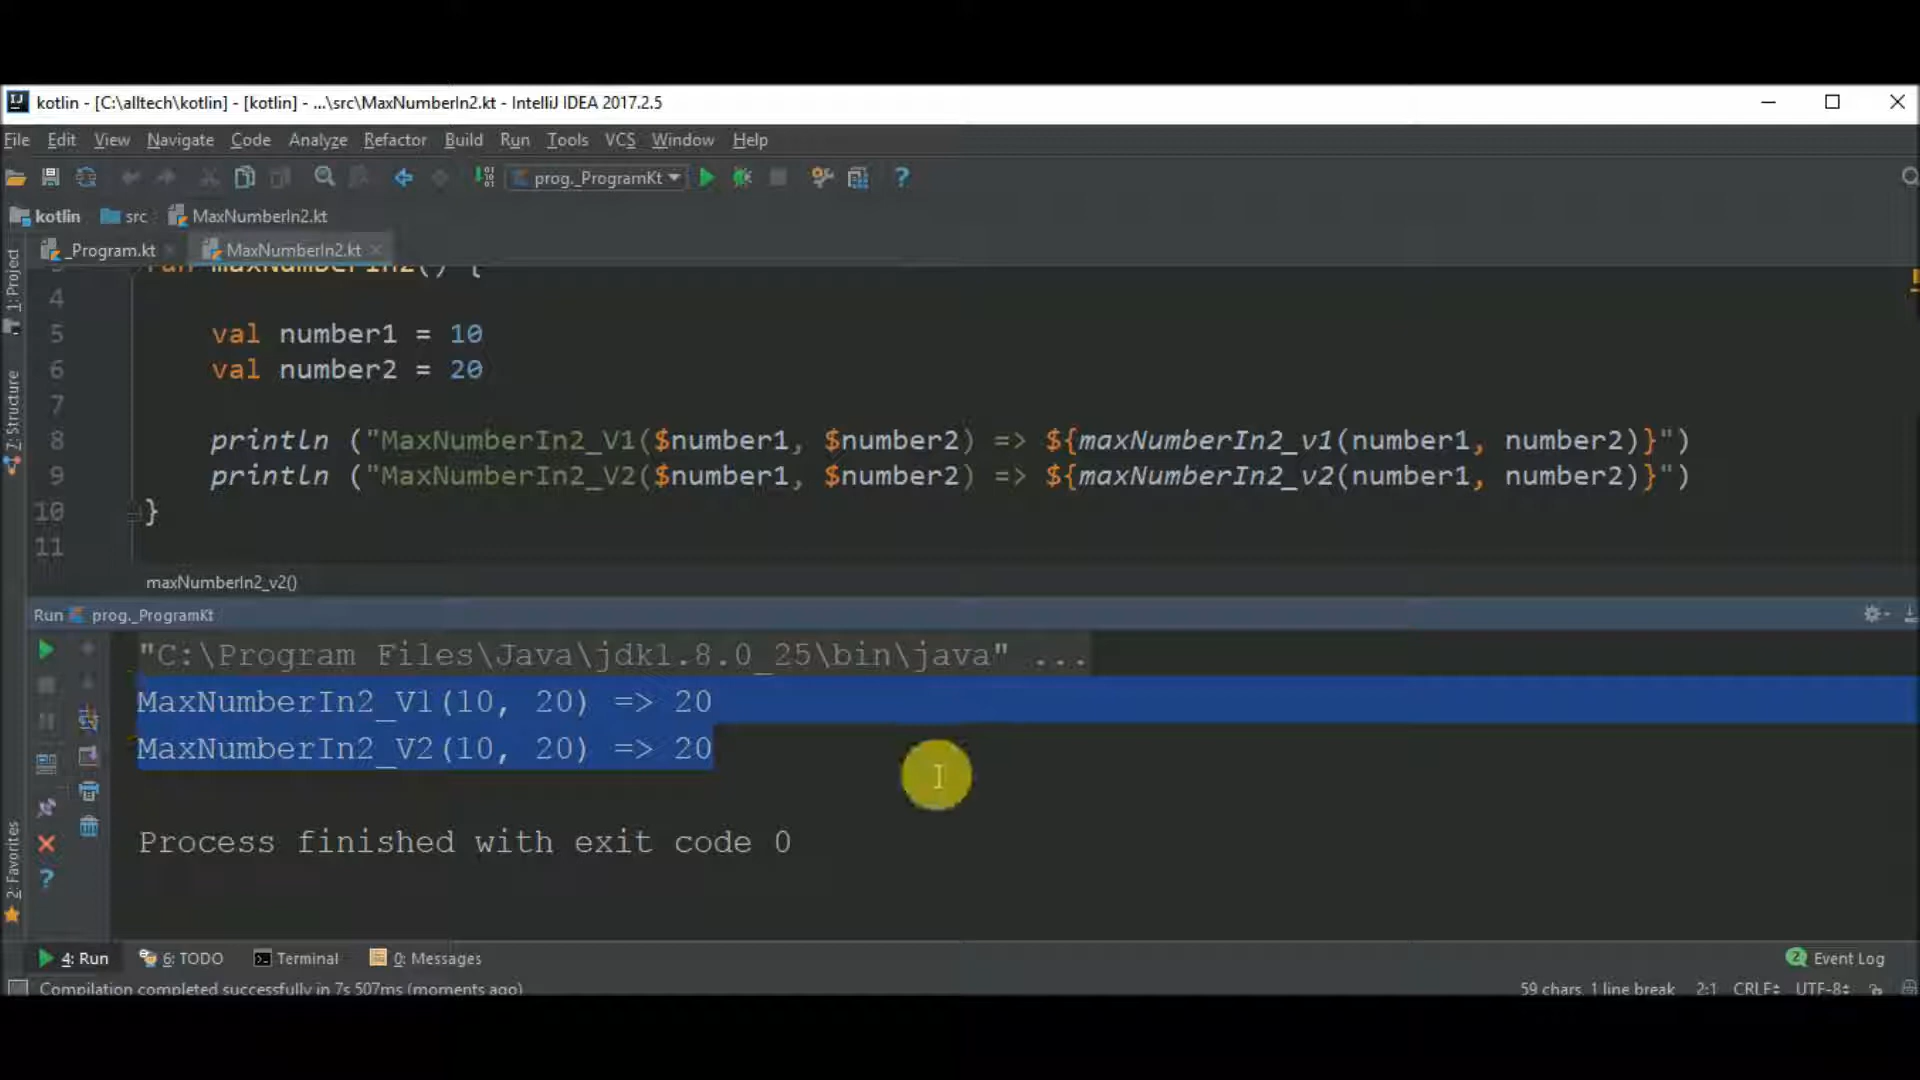 kotlin - [C:\alltech\kotlin] - [kotlin] - ...\src\MaxNumberIn2.kt - IntelliJ IDEA 2017.2.5
File Edit View Navigate Code Analyze Refactor Build Run Tools VCS Window Help
prog._ProgramKt
kotlin src MaxNumberIn2.kt
_Program.kt MaxNumberIn2.kt
1: Project
7: Structure
2: Favorites
3 fun maxNumberIn2() {
4
5 val number1 = 10
6 val number2 = 20
7
8 println ("MaxNumberIn2_V1($number1, $number2) => ${maxNumberIn2_v1(number1, number2)}")
9 println ("MaxNumberIn2_V2($number1, $number2) => ${maxNumberIn2_v2(number1, number2)}")
10 }
11
maxNumberIn2_v2()
Run prog._ProgramKt
"C:\Program Files\Java\jdk1.8.0_25\bin\java" ...
MaxNumberIn2_V1(10, 20) => 20
MaxNumberIn2_V2(10, 20) => 20
Process finished with exit code 0
4: Run 6: TODO Terminal 0: Messages 2 Event Log
Compilation completed successfully in 7s 507ms (moments ago) 59 chars, 1 line break 2:1 CRLF UTF-8